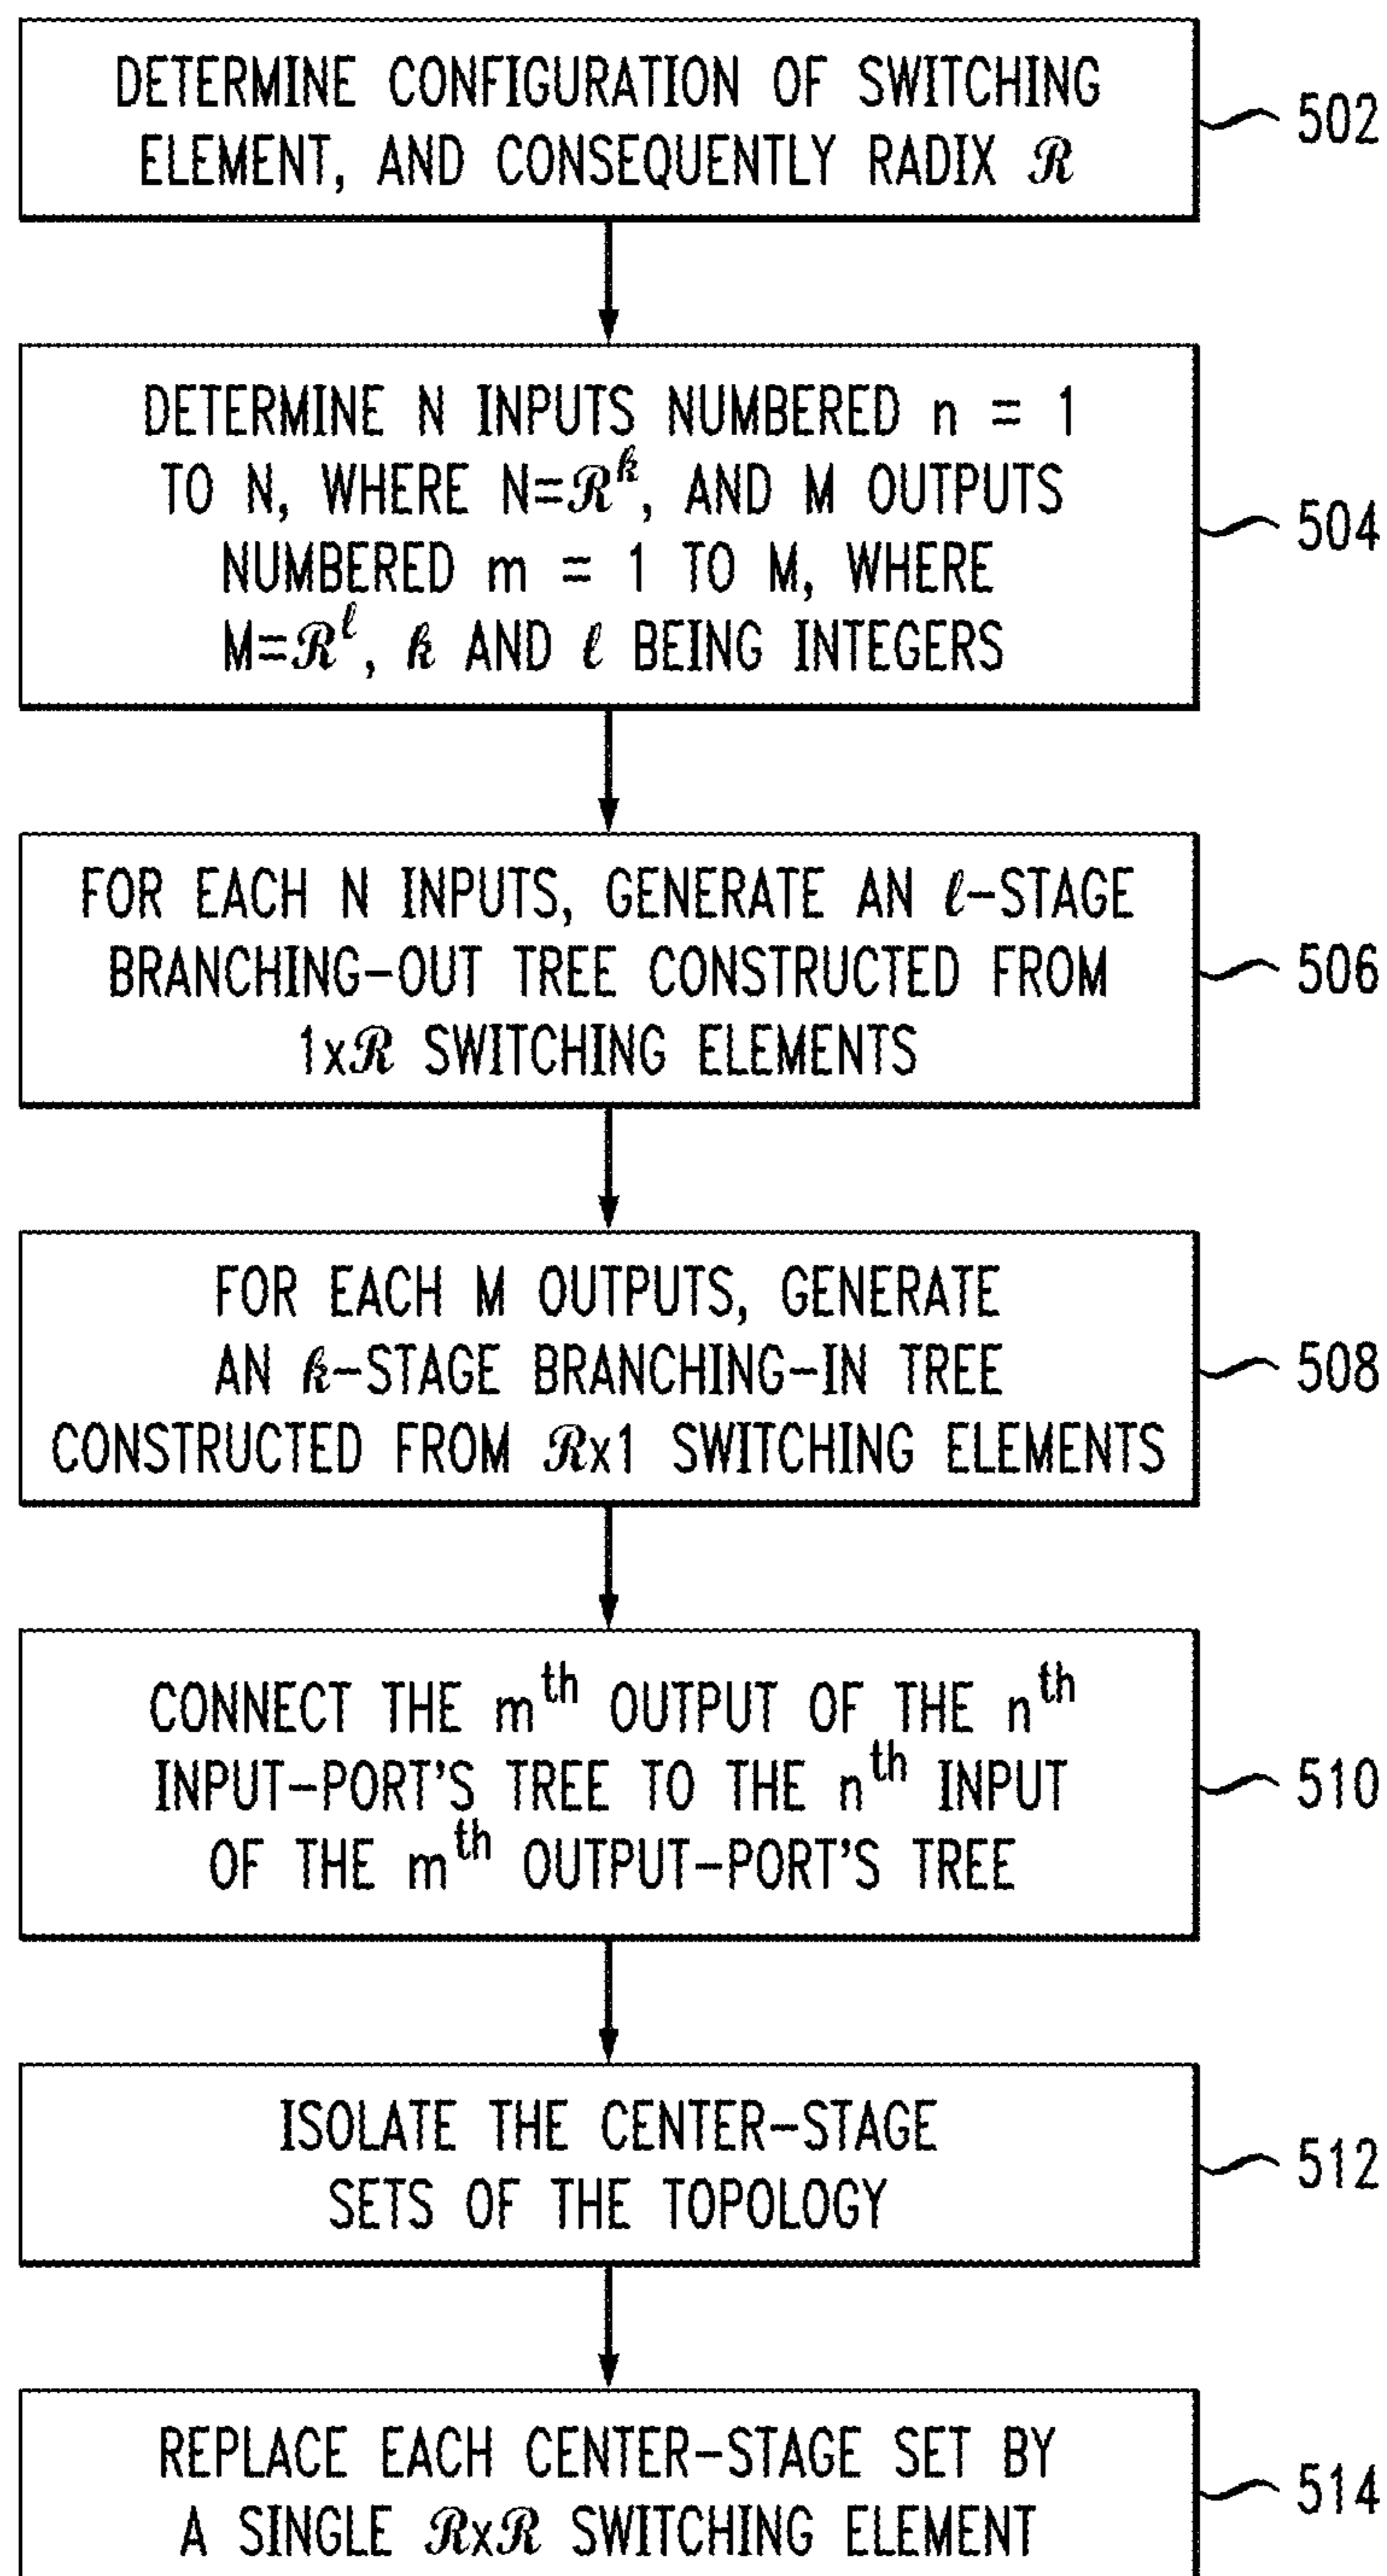 DETERMINE CONFIGURATION OF SWITCHING
ELEMENT, AND CONSEQUENTLY RADIX ℛ
502
DETERMINE N INPUTS NUMBERED n = 1
TO N, WHERE N=ℛ^k, AND M OUTPUTS
NUMBERED m = 1 TO M, WHERE
M=ℛ^ℓ, k AND ℓ BEING INTEGERS
504
FOR EACH N INPUTS, GENERATE AN ℓ-STAGE
BRANCHING-OUT TREE CONSTRUCTED FROM
1xℛ SWITCHING ELEMENTS
506
FOR EACH M OUTPUTS, GENERATE
AN k-STAGE BRANCHING-IN TREE
CONSTRUCTED FROM ℛx1 SWITCHING ELEMENTS
508
CONNECT THE m^th OUTPUT OF THE n^th
INPUT-PORT'S TREE TO THE n^th INPUT
OF THE m^th OUTPUT-PORT'S TREE
510
ISOLATE THE CENTER-STAGE
SETS OF THE TOPOLOGY
512
REPLACE EACH CENTER-STAGE SET BY
A SINGLE ℛxℛ SWITCHING ELEMENT
514